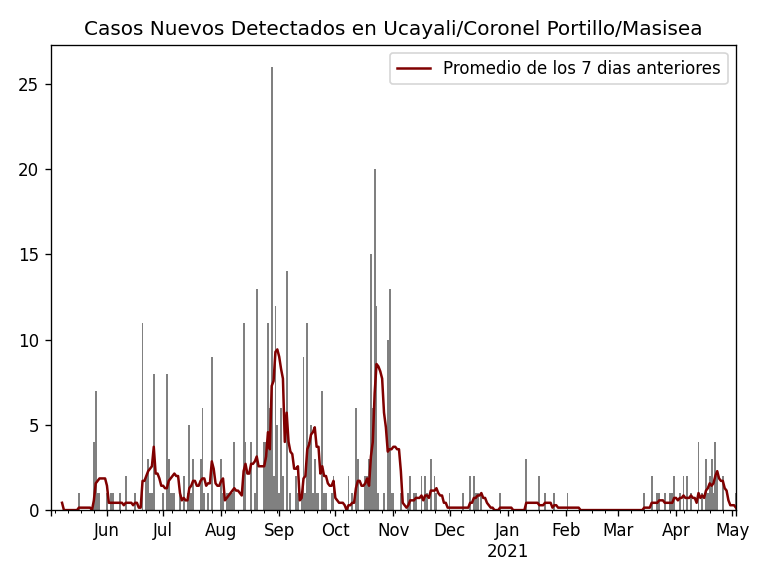 Casos Nuevos Detectados en Ucayali/Coronel Portillo/Masisea
Promedio de los 7 dias anteriores
25
20
15
10
5
0
Jun Jul Aug Sep Oct Nov Dec Jan Feb Mar Apr May
2021